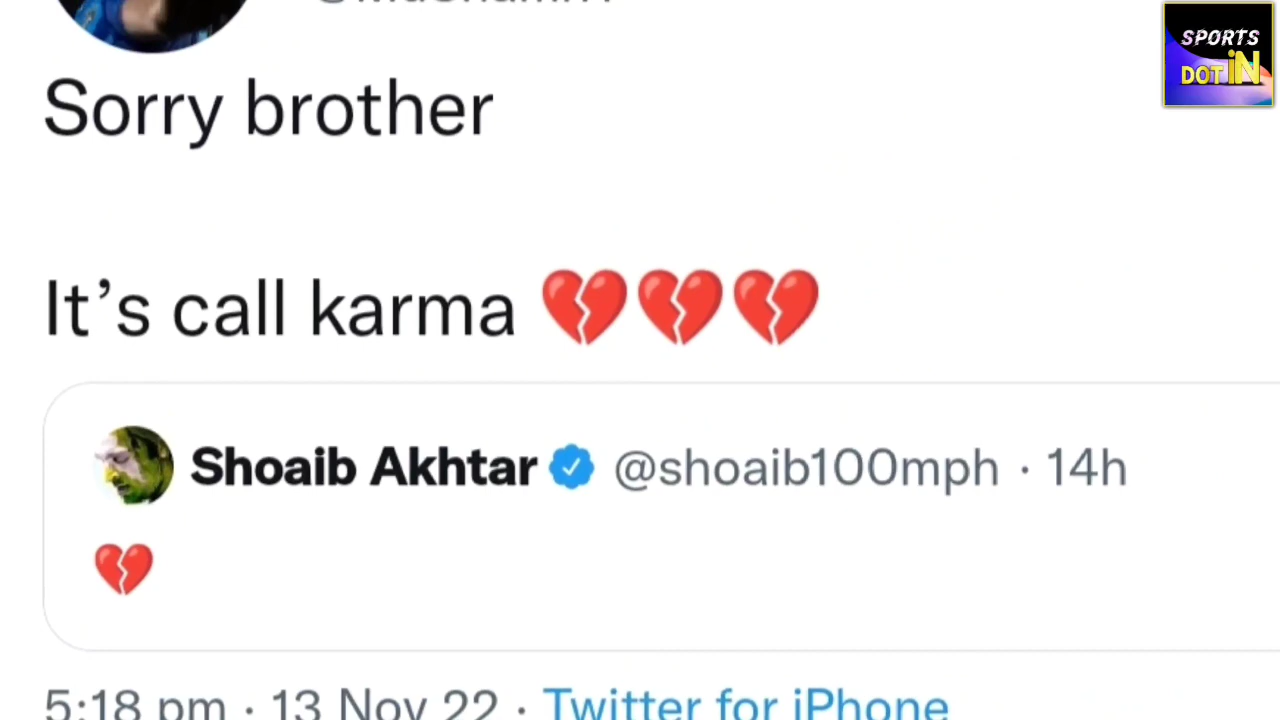 SPORTS
DOT iN
Sorry brother
It's call karma 💔💔💔
Shoaib Akhtar @shoaib100mph · 14h
💔
5:18 pm · 13 Nov 22 · Twitter for iPhone